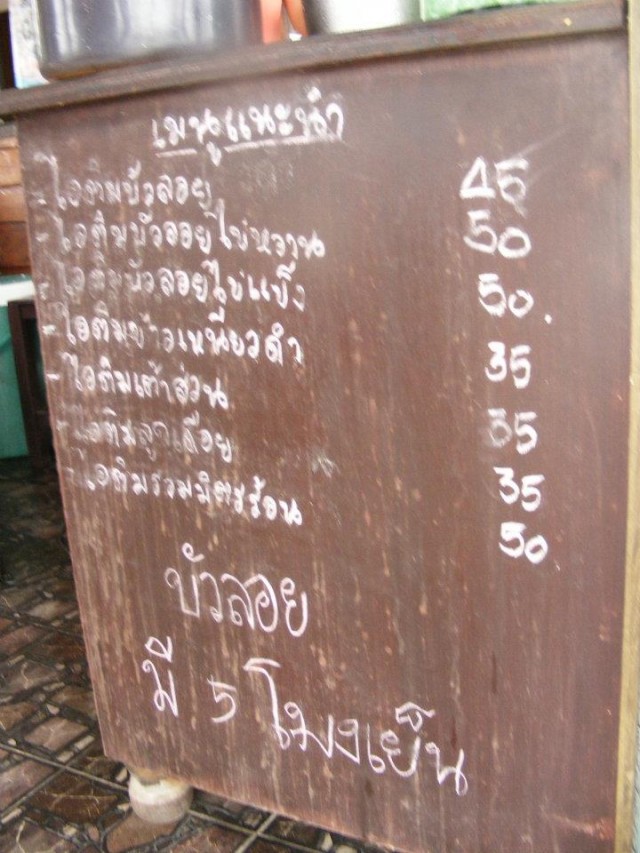 เมนูแนะนำ
- ไอติมบัวลอย 45
- ไอติมบัวลอยไข่หวาน 50
- ไอติมบัวลอยไข่แข็ง 50.
- ไอติมข้าวเหนียวดำ 35
- ไอติมเต้าส่วน 35
- ไอติมลูกเดือย 35
- ไอติมรวมมิตรร้อน 50
บัวลอย
มี 5 โมงเย็น